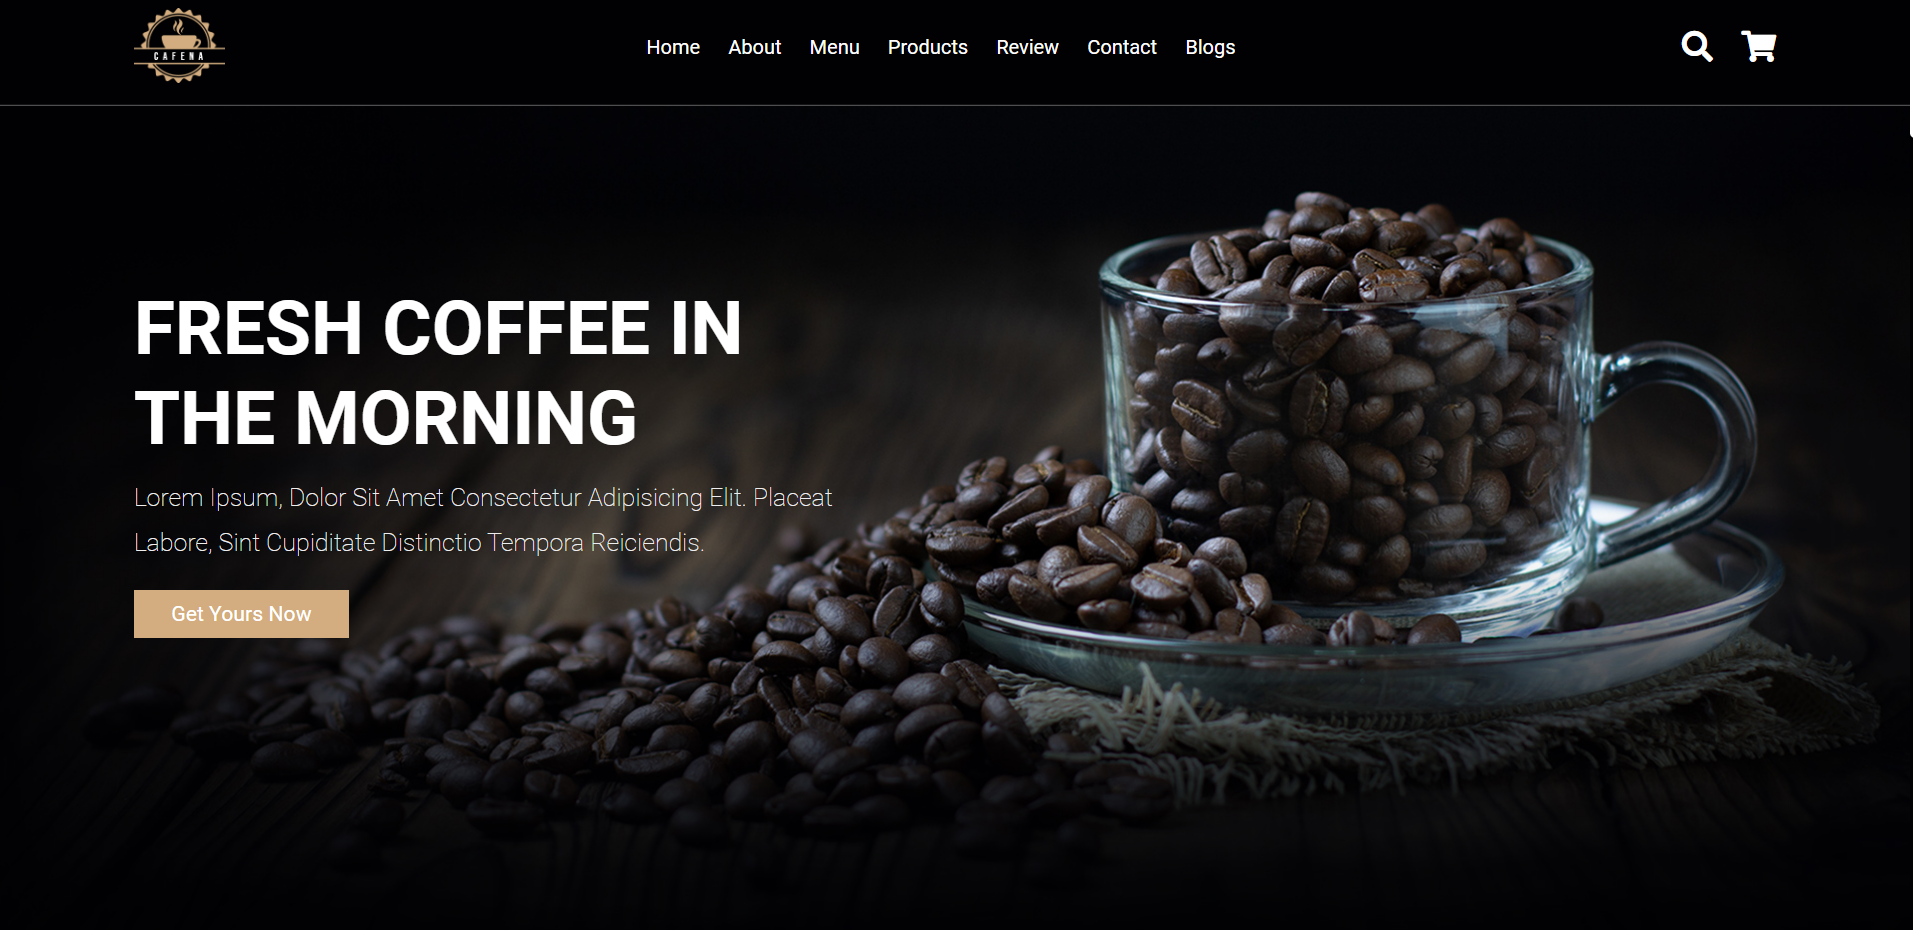 CAFENA
Home About Menu Products Review Contact Blogs
FRESH COFFEE IN
THE MORNING
Lorem Ipsum, Dolor Sit Amet Consectetur Adipisicing Elit. Placeat
Labore, Sint Cupiditate Distinctio Tempora Reiciendis.
Get Yours Now